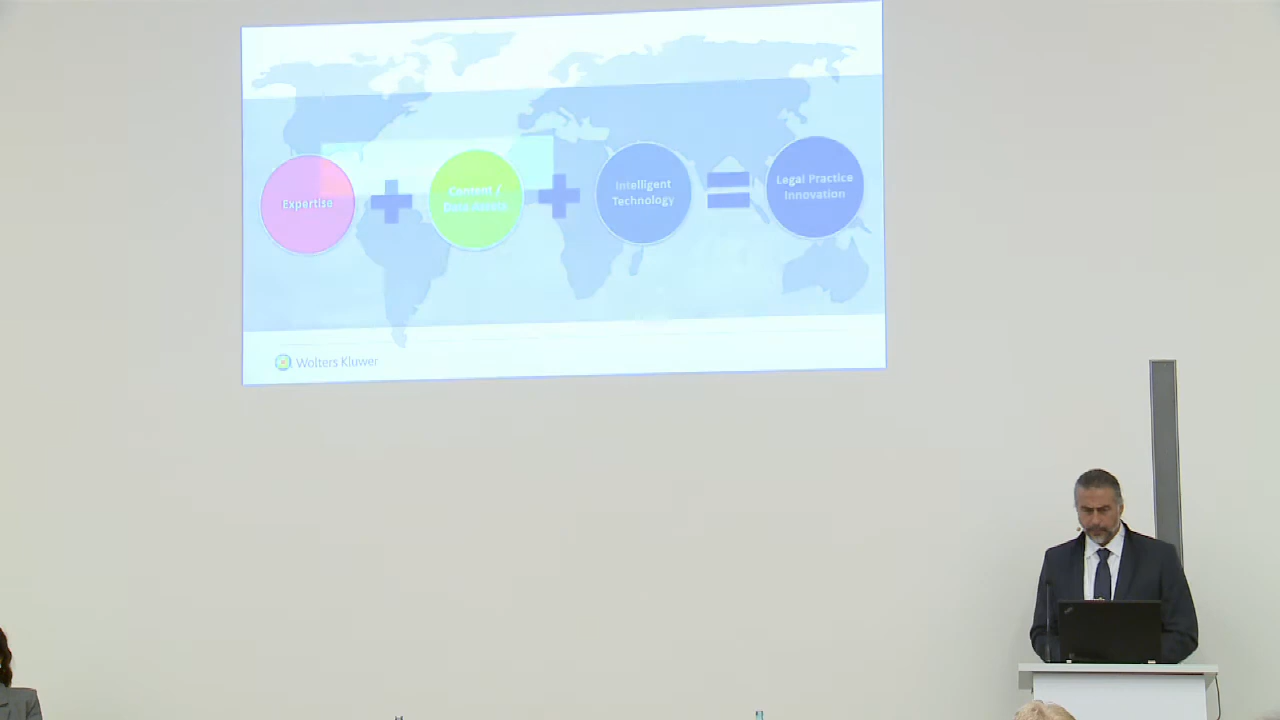 Expertise
Content /
Data Assets
Intelligent
Technology
Legal Practice
Innovation
Wolters Kluwer